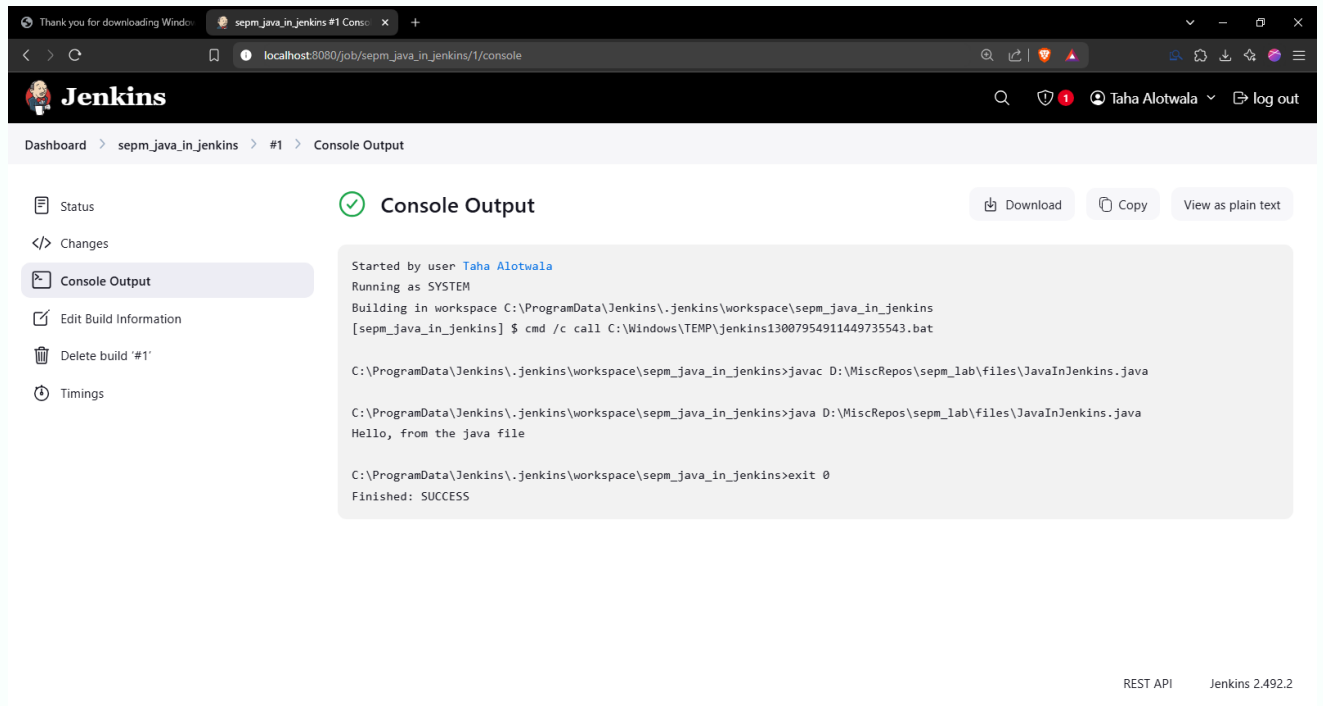 Thank you for downloading Window
sepm_java_in_jenkins #1 Conso
localhost:8080/job/sepm_java_in_jenkins/1/console
Jenkins
1
Taha Alotwala
log out
Dashboard > sepm_java_in_jenkins > #1 > Console Output
Status
Changes
Console Output
Edit Build Information
Delete build '#1'
Timings
Console Output
Download
Copy
View as plain text
Started by user Taha Alotwala
Running as SYSTEM
Building in workspace C:\ProgramData\Jenkins\.jenkins\workspace\sepm_java_in_jenkins
[sepm_java_in_jenkins] $ cmd /c call C:\Windows\TEMP\jenkins13007954911449735543.bat
C:\ProgramData\Jenkins\.jenkins\workspace\sepm_java_in_jenkins>javac D:\MiscRepos\sepm_lab\files\JavaInJenkins.java
C:\ProgramData\Jenkins\.jenkins\workspace\sepm_java_in_jenkins>java D:\MiscRepos\sepm_lab\files\JavaInJenkins.java
Hello, from the java file
C:\ProgramData\Jenkins\.jenkins\workspace\sepm_java_in_jenkins>exit 0
Finished: SUCCESS
REST API
Jenkins 2.492.2